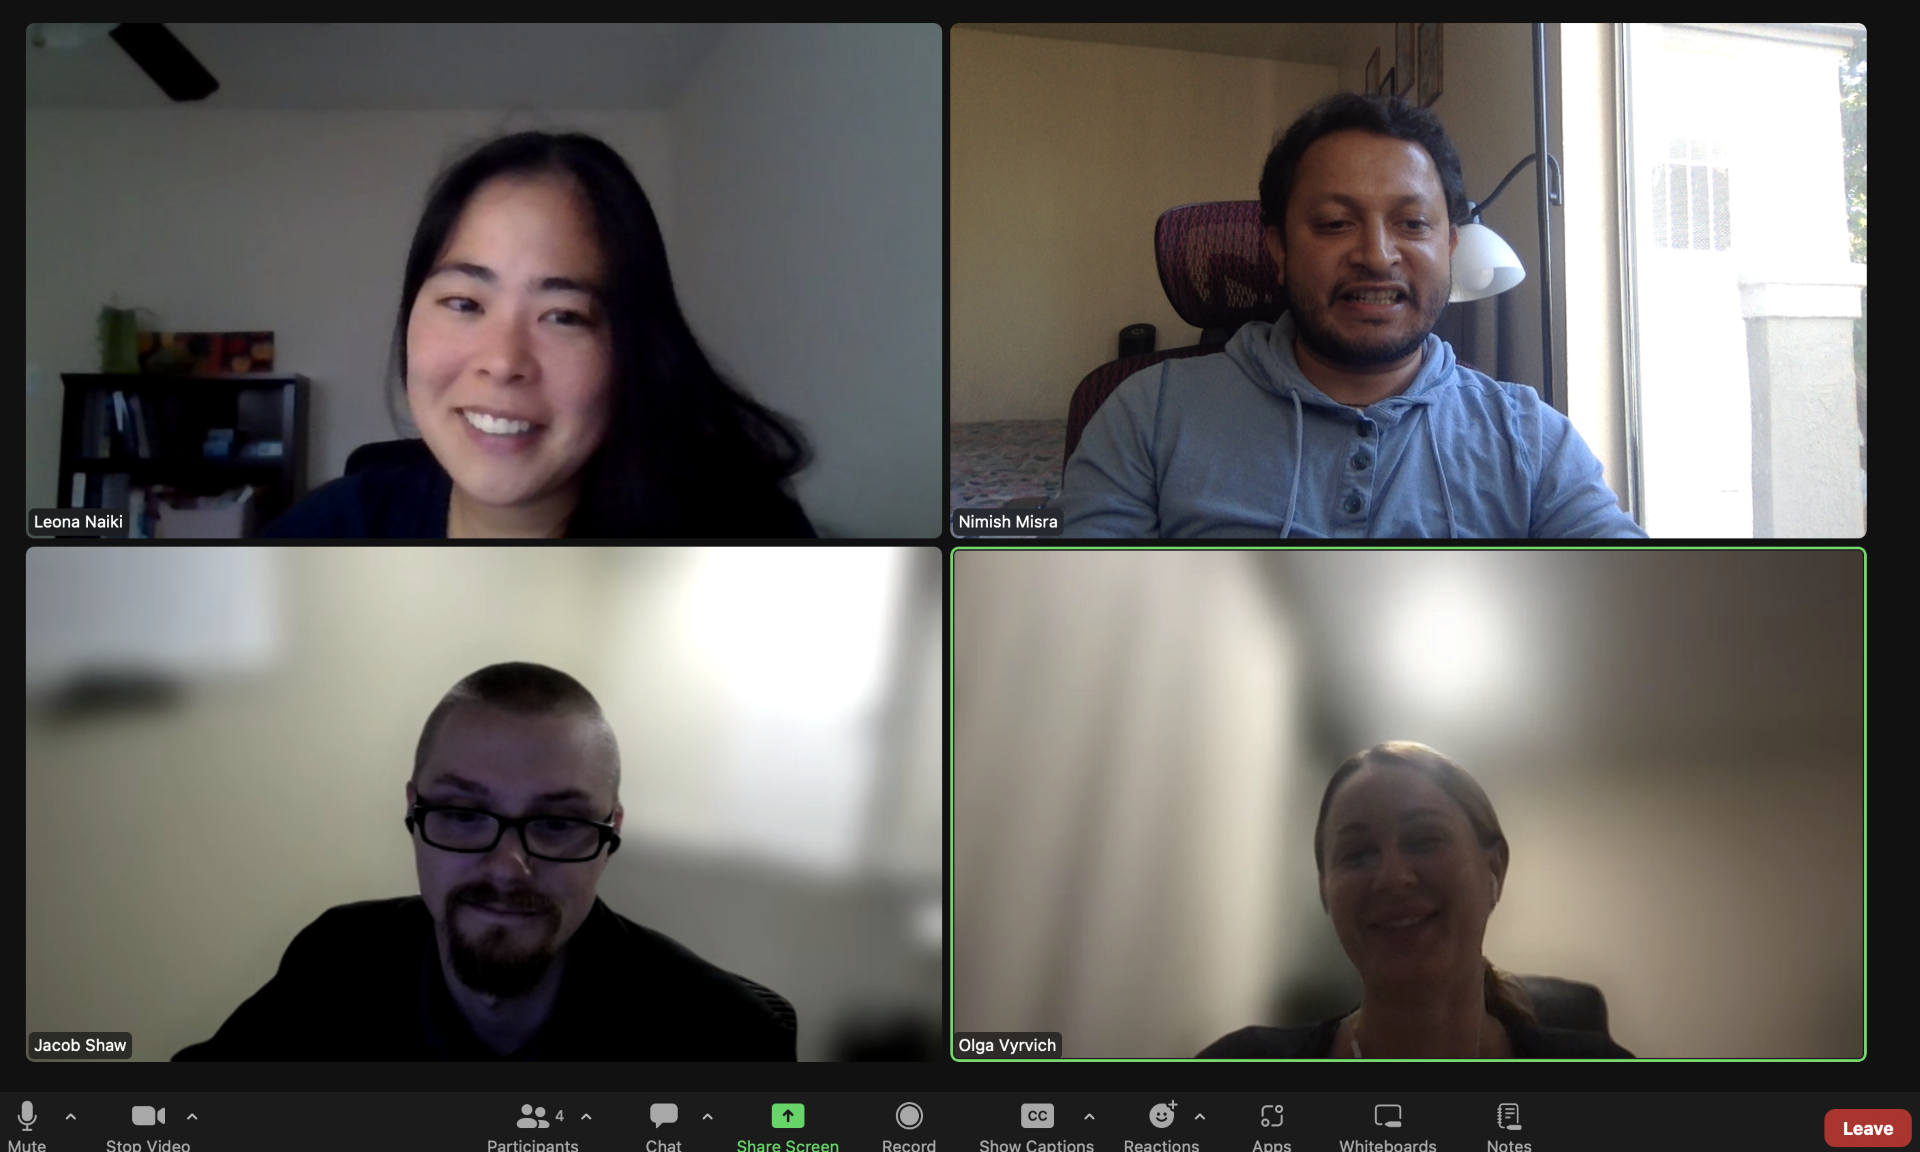 Leona Naiki
Nimish Misra
Jacob Shaw
Olga Vyrvich
4
CC
Mute
Stop Video
Participants
Chat
Share Screen
Record
Show Captions
Reactions
Apps
Whiteboards
Notes
Leave